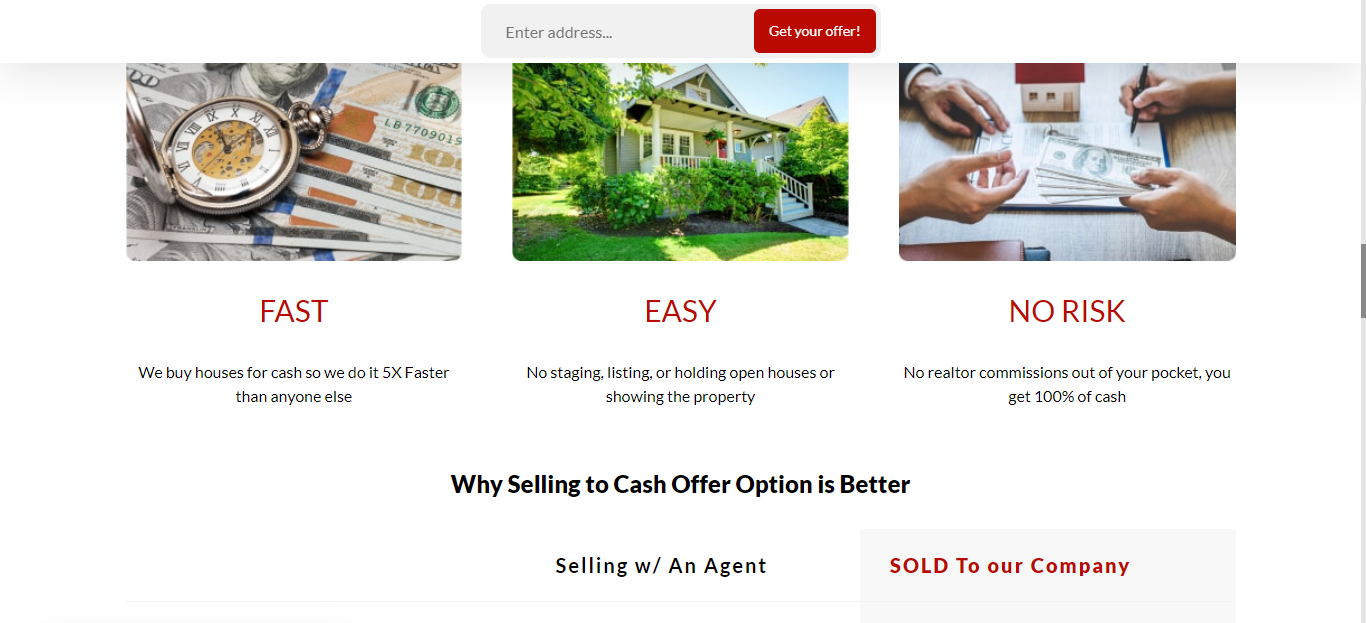 Enter address...
Get your offer!
LB7709019
FAST
EASY
NO RISK
We buy houses for cash so we do it 5X Faster
than anyone else
No staging, listing, or holding open houses or
showing the property
No realtor commissions out of your pocket, you
get 100% of cash
Why Selling to Cash Offer Option is Better
Selling w/ An Agent
SOLD To our Company